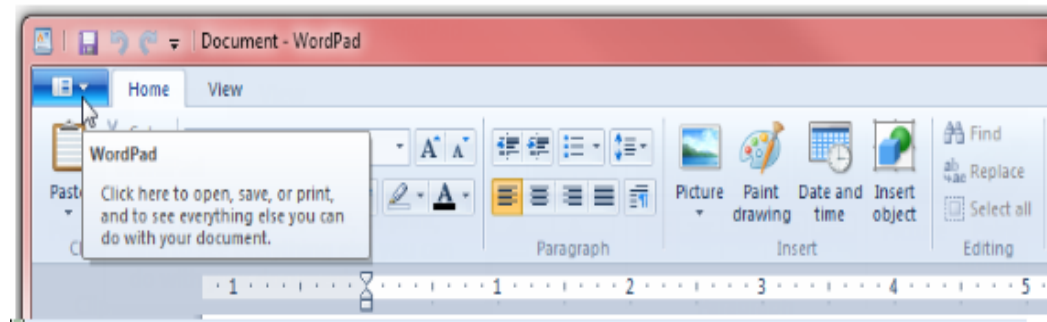 Document - WordPad
Home View
WordPad
Click here to open, save, or print,
and to see everything else you can
do with your document.
A A
A
Picture
Paint
drawing
Date and
time
Insert
object
Find
ab
Replace
Select all
Paragraph Insert Editing
1 1 2 3 4 5